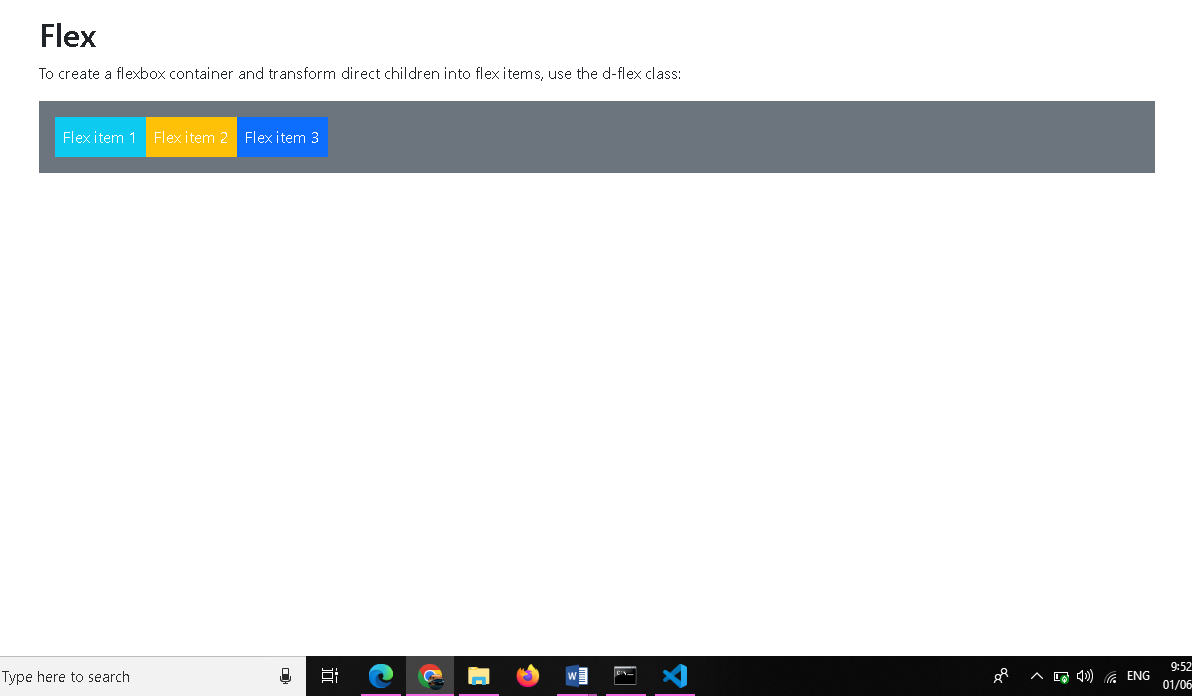 Flex
To create a flexbox container and transform direct children into flex items, use the d-flex class:
Flex item 1 Flex item 2 Flex item 3
Type here to search
ENG
9:52
01/06